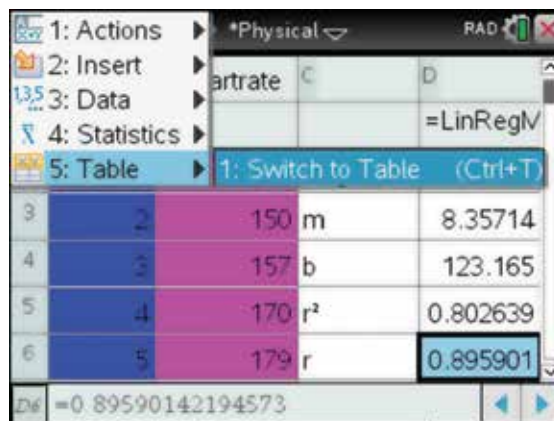 1: Actions *Physical RAD
2: Insert artrate C D
3: Data
4: Statistics =LinRegM
5: Table 1: Switch to Table (Ctrl+T)
3 2 150 m 8.35714
4 3 157 b 123.165
5 4 170 r² 0.802639
6 5 179 r 0.895901
D6 =0.89590142194573